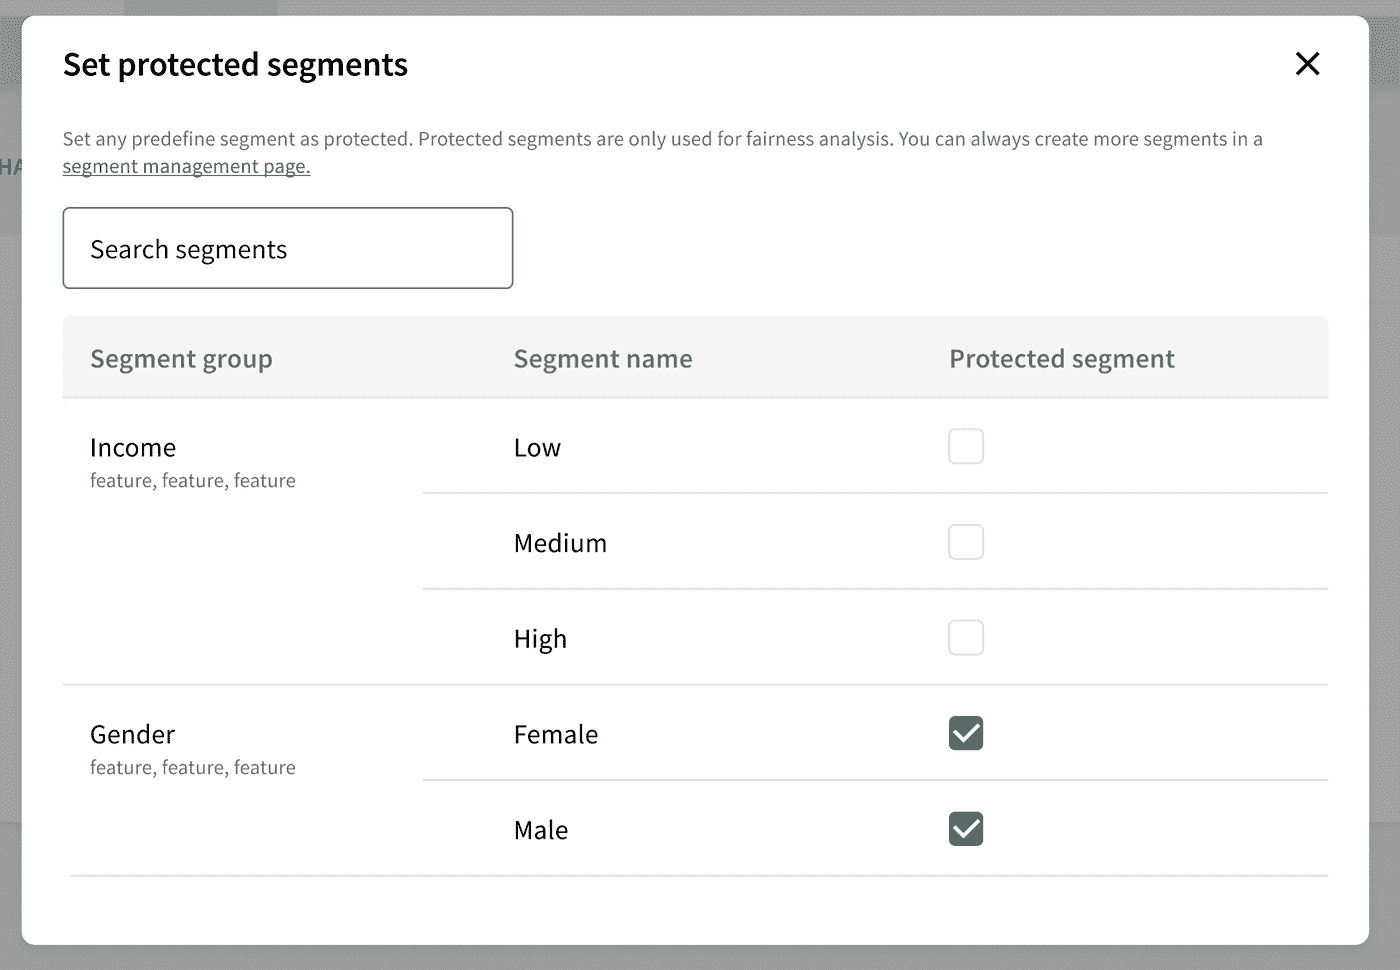 Set protected segments
Set any predefine segment as protected. Protected segments are only used for fairness analysis. You can always create more segments in a
segment management page.
HA
Search segments
Segment group Segment name Protected segment
Income Low
feature, feature, feature
Medium
High
Gender Female
feature, feature, feature
Male